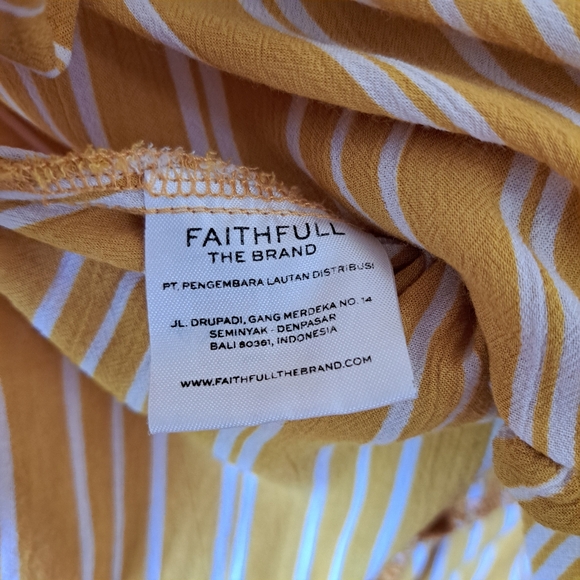 FAITHFULL
THE BRAND
PT. PENGEMBARA LAUTAN DISTRIBUSI
JL. DRUPADI, GANG MERDEKA NO. 14
SEMINYAK - DENPASAR
BALI 80361, INDONESIA
WWW.FAITHFULLTHEBRAND.COM